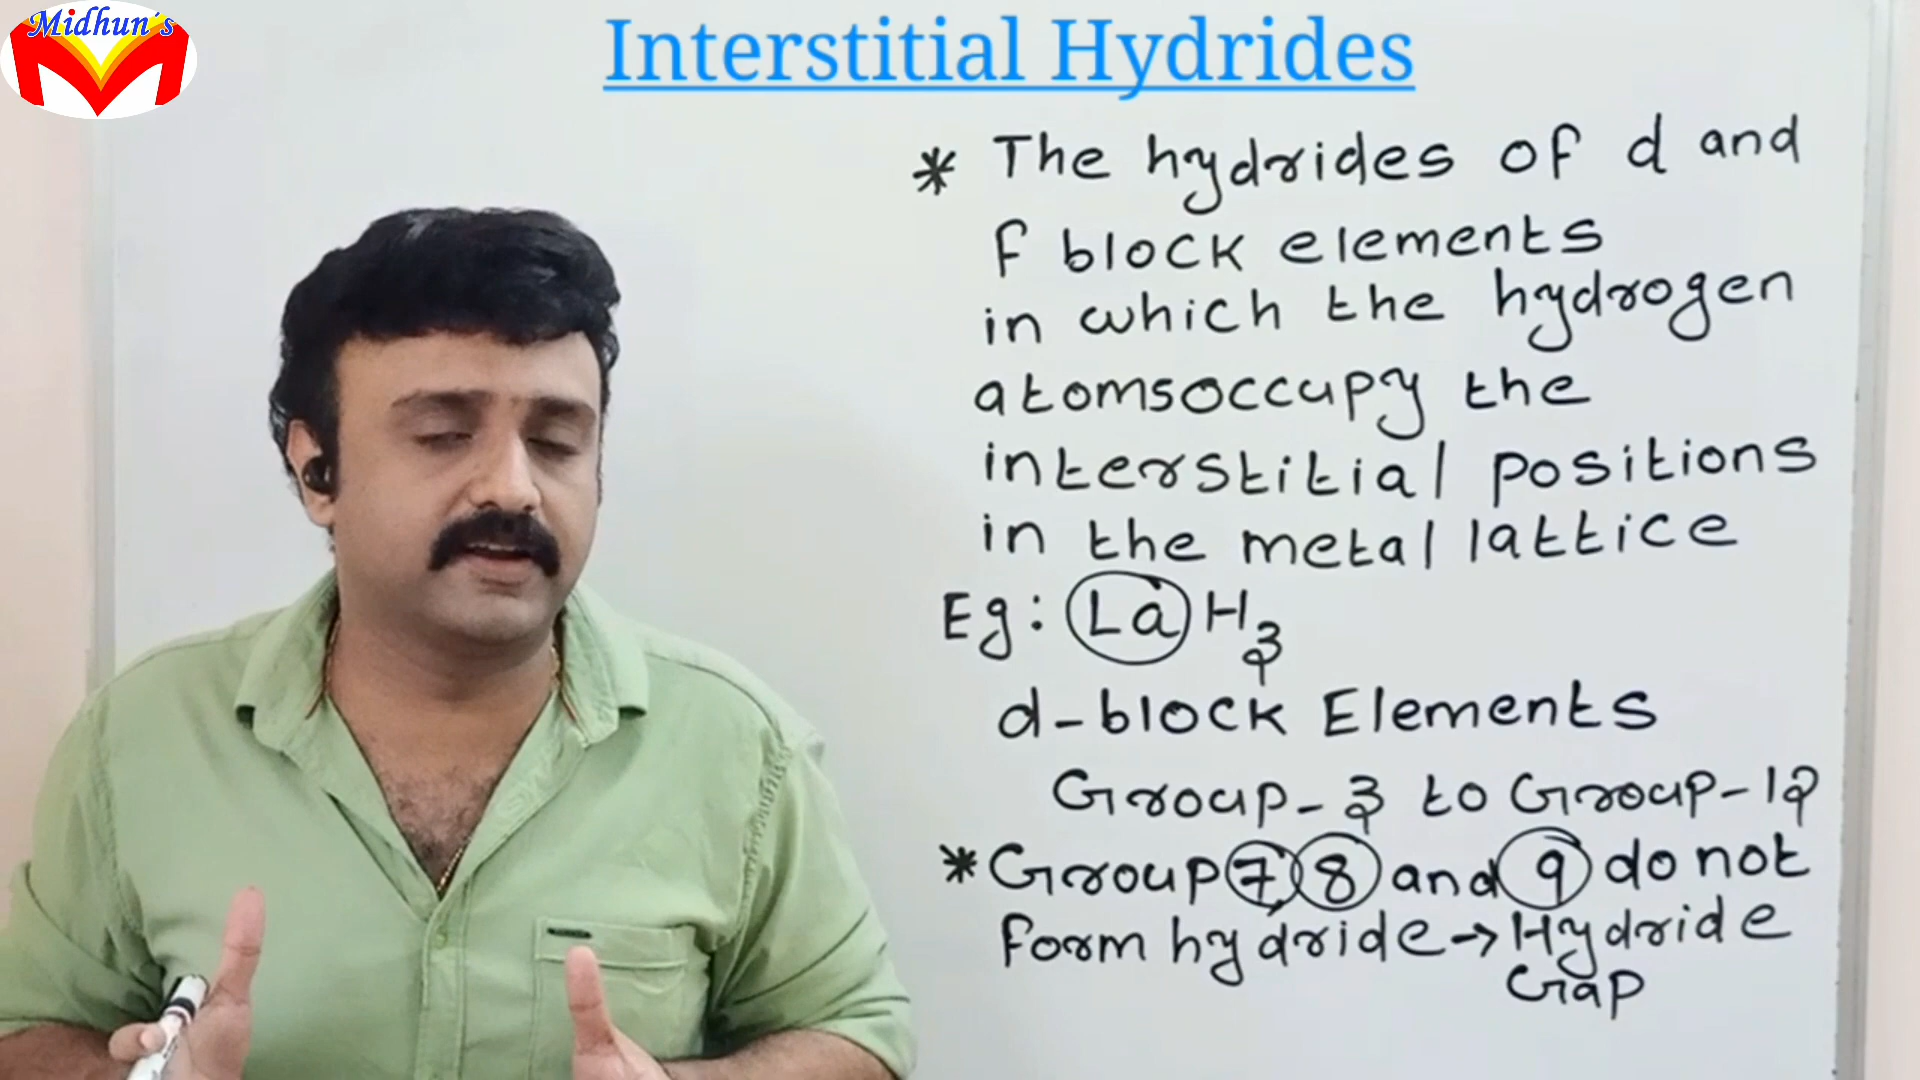 Midhun's
Interstitial Hydrides
* The hydrides of d and
f block elements
in which the hydrogen
atomsoccupy the
interstitial positions
in the metal lattice
Eg: LaH3
d-block Elements
Group-3 to Group-12
* Group 7 8 and 9 do not
form hydride → Hydride
Gap